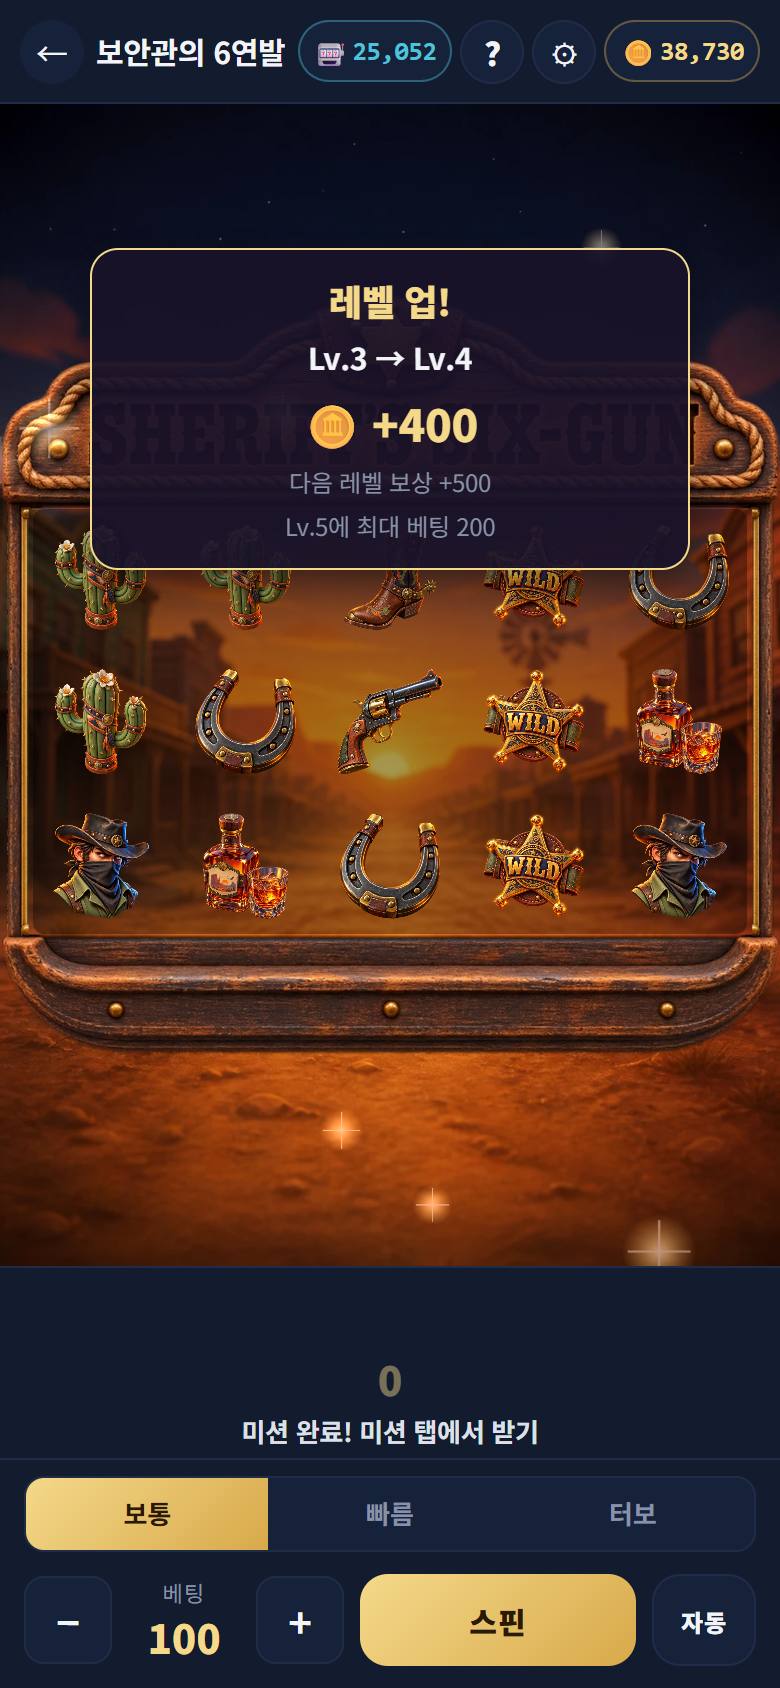 ← 보안관의 6연발 25,052 ? 38,730
레벨 업!
Lv.3 → Lv.4
+400
SHERIFF'S SIX-GUN
다음 레벨 보상 +500
Lv.5에 최대 베팅 200
WILD
WILD
WILD
0
미션 완료! 미션 탭에서 받기
보통 빠름 터보
베팅
− 100 + 스핀 자동